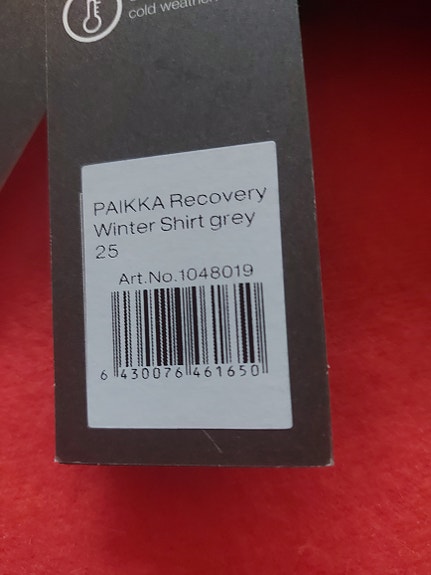 cold weather
PAIKKA Recovery
Winter Shirt grey
25
Art.No.1048019
6 430076 461650